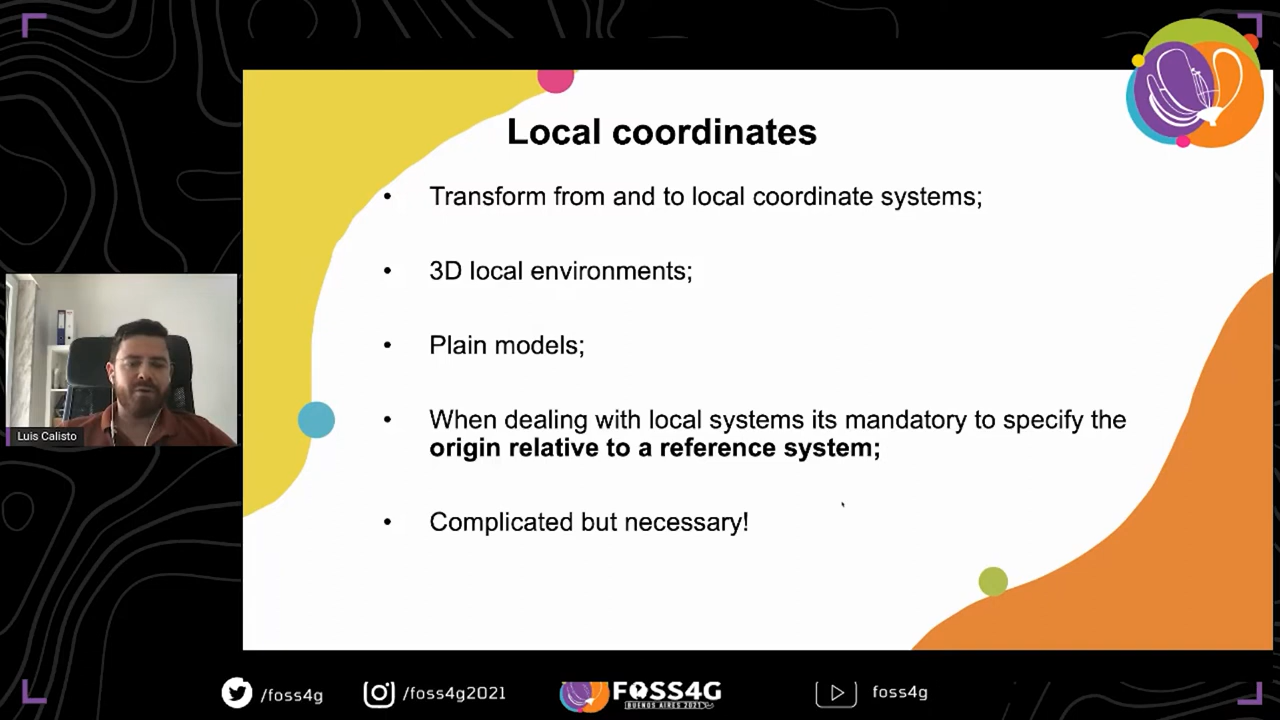 Local coordinates
• Transform from and to local coordinate systems;
• 3D local environments;
• Plain models;
• When dealing with local systems its mandatory to specify the
origin relative to a reference system;
• Complicated but necessary!
Luis Calisto
/foss4g
/foss4g2021
FOSS4G
BUENOS AIRES 2021
foss4g